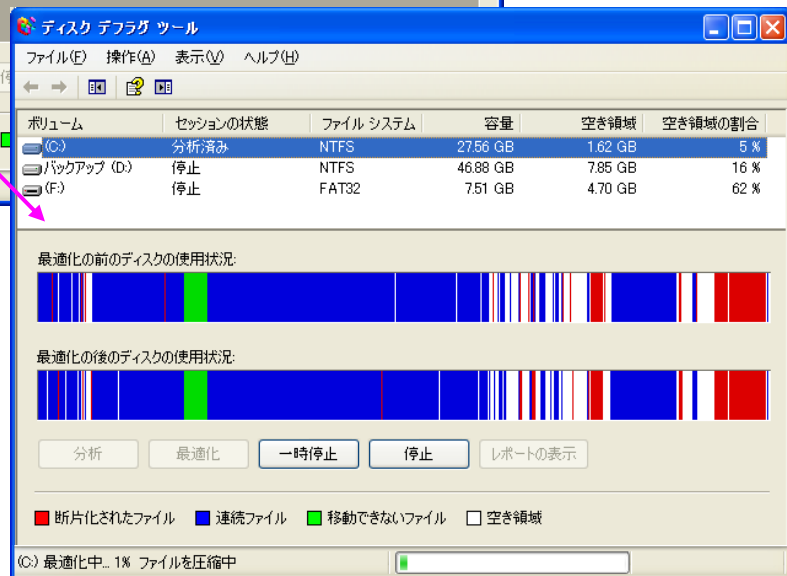 ディスク デフラグ ツール
ファイル(F) 操作(A) 表示(V) ヘルプ(H)
ボリューム セッションの状態 ファイル システム 容量 空き領域 空き領域の割合
(C:) 分析済み NTFS 27.56 GB 1.62 GB 5 %
バックアップ (D:) 停止 NTFS 46.88 GB 7.85 GB 16 %
(F:) 停止 FAT32 7.51 GB 4.70 GB 62 %
最適化の前のディスクの使用状況:
最適化の後のディスクの使用状況:
分析 最適化 一時停止 停止 レポートの表示
断片化されたファイル 連続ファイル 移動できないファイル 空き領域
(C:) 最適化中... 1% ファイルを圧縮中